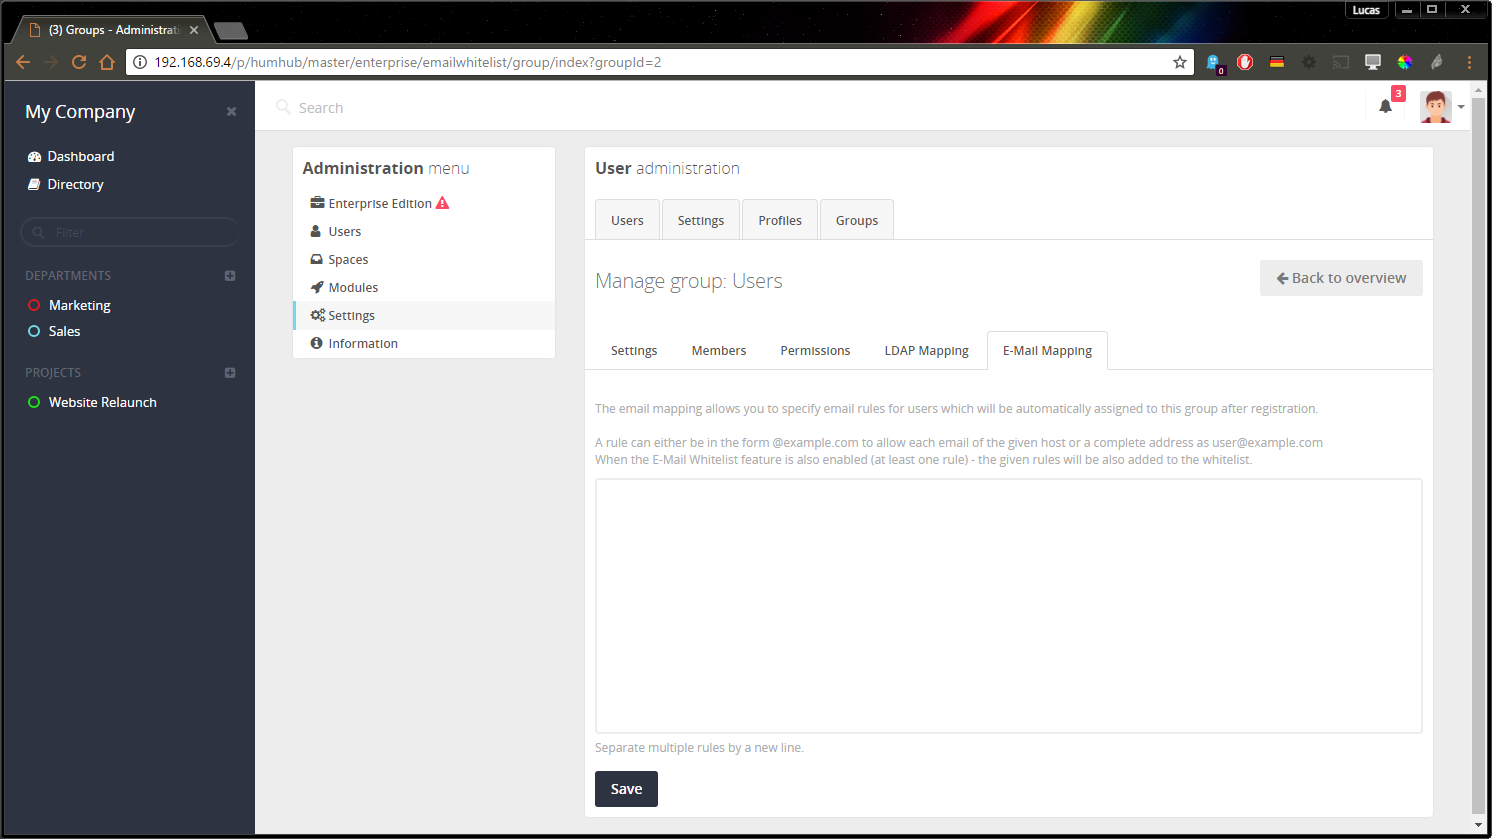 Lucas
(3) Groups - Administrati
192.168.69.4/p/humhub/master/enterprise/emailwhitelist/group/index?groupId=2
0
My Company
Search
3
Dashboard
Directory
Filter
DEPARTMENTS
Marketing
Sales
PROJECTS
Website Relaunch
Administration menu
Enterprise Edition
Users
Spaces
Modules
Settings
Information
User administration
Users Settings Profiles Groups
Manage group: Users
Back to overview
Settings Members Permissions LDAP Mapping E-Mail Mapping
The email mapping allows you to specify email rules for users which will be automatically assigned to this group after registration.
A rule can either be in the form @example.com to allow each email of the given host or a complete address as user@example.com
When the E-Mail Whitelist feature is also enabled (at least one rule) - the given rules will be also added to the whitelist.
Separate multiple rules by a new line.
Save